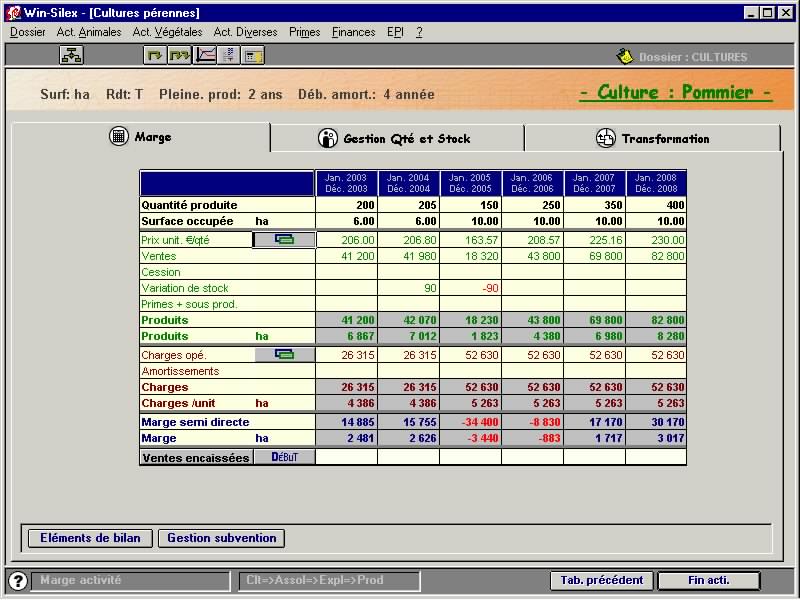 Win-Silex - [Cultures pérennes]
Dossier Act. Animales Act. Végétales Act. Diverses Primes Finances EPI ?
Dossier : CULTURES
Surf: ha Rdt: T Pleine. prod: 2 ans Déb. amort.: 4 année
- Culture : Pommier -
Marge Gestion Qté et Stock Transformation
Jan. 2003 Jan. 2004 Jan. 2005 Jan. 2006 Jan. 2007 Jan. 2008
Déc. 2003 Déc. 2004 Déc. 2005 Déc. 2006 Déc. 2007 Déc. 2008
Quantité produite 200 205 150 250 350 400
Surface occupée ha 6.00 6.00 10.00 10.00 10.00 10.00
Prix unit. €/qté 206.00 206.80 163.57 208.57 225.16 230.00
Ventes 41 200 41 980 18 320 43 800 69 800 82 800
Cession
Variation de stock 90 -90
Primes + sous prod.
Produits 41 200 42 070 18 230 43 800 69 800 82 800
Produits ha 6 867 7 012 1 823 4 380 6 980 8 280
Charges opé. 26 315 26 315 52 630 52 630 52 630 52 630
Amortissements
Charges 26 315 26 315 52 630 52 630 52 630 52 630
Charges /unit ha 4 386 4 386 5 263 5 263 5 263 5 263
Marge semi directe 14 885 15 755 -34 400 -8 830 17 170 30 170
Marge ha 2 481 2 626 -3 440 -883 1 717 3 017
Ventes encaissées DÉBUT
Eléments de bilan Gestion subvention
? Marge activité Clt=>Assol=>Expl=>Prod Tab. précédent Fin acti.